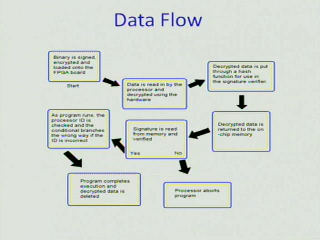 Data Flow
Binary is signed,
encrypted and
loaded onto the
FPGA board
Start
Data is read in by the
processor and
decrypted using the
hardware
Decrypted data is put
through a hash
function for use in
the signature verifier.
Decrypted data is
returned to the on
-chip memory
Signature is read
from memory and
verified
Yes No
As program runs, the
processor ID is
checked and the
conditional branches
the wrong way if the
ID is incorrect
Program completes
execution and
decrypted data is
deleted
Processor aborts
program